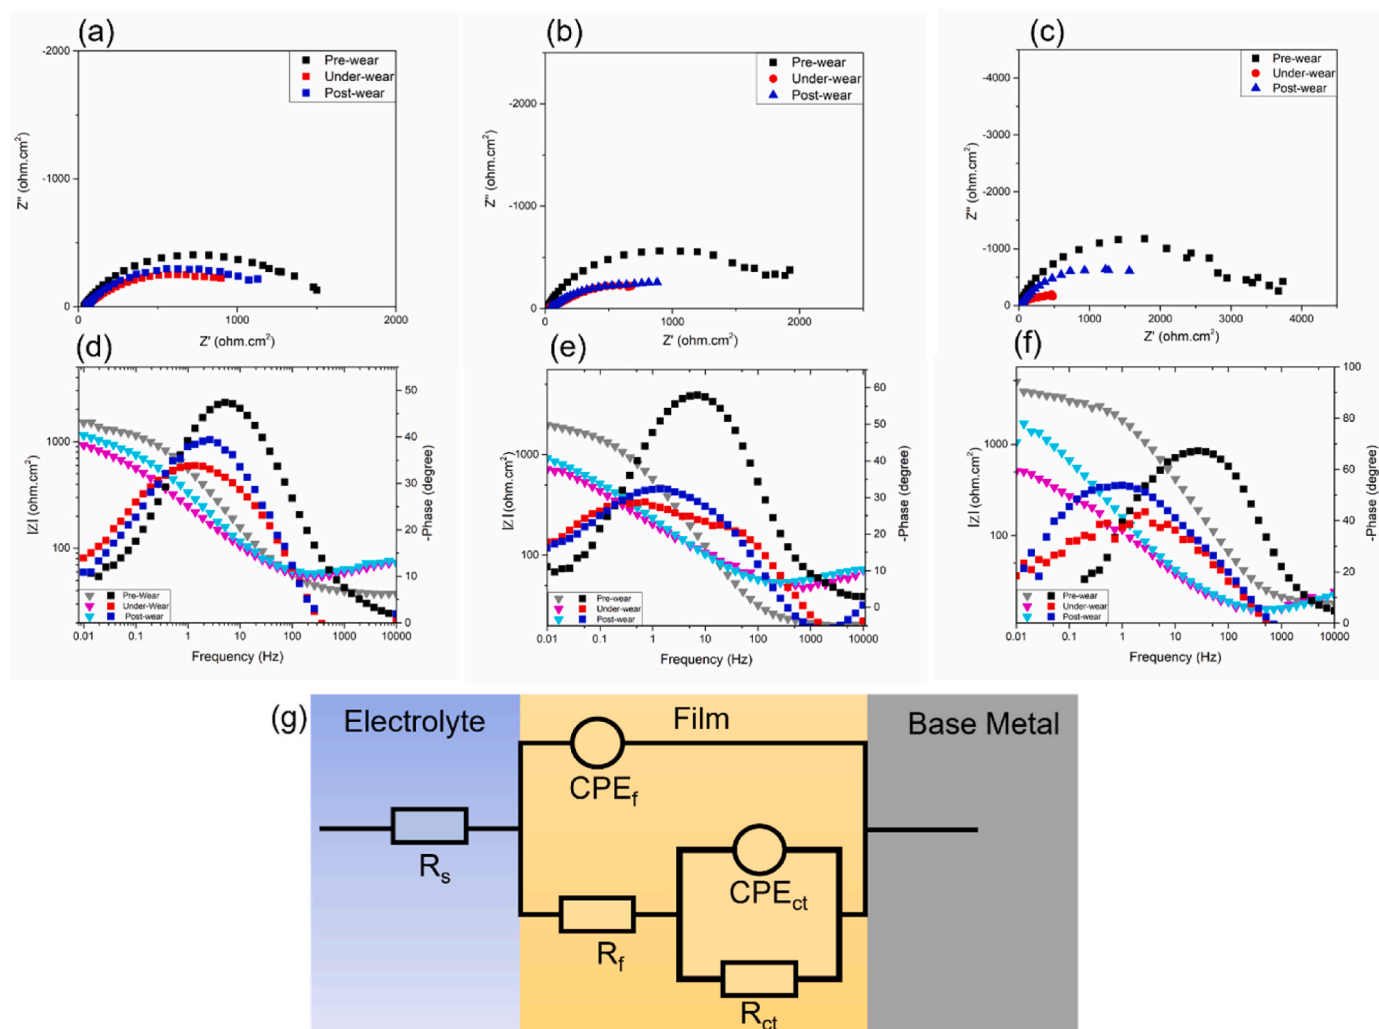 (a)
-2000
-1000
0
Z'' (ohm.cm²)
Pre-wear
Under-wear
Post-wear
0
1000
2000
Z' (ohm.cm²)
(b)
-2000
-1000
0
Z'' (ohm.cm²)
Pre-wear
Under-wear
Post-wear
0
500
1000
1500
2000
2500
Z' (ohm.cm²)
(c)
-4000
-3000
-2000
-1000
0
Z'' (ohm.cm²)
Pre-wear
Under-wear
Post-wear
0
1000
2000
3000
4000
Z' (ohm.cm²)
(d)
1000
100
|Z| (ohm.cm²)
50
40
30
20
10
0
-Phase (degree)
Pre-Wear
Under-Wear
Post-wear
0.01
0.1
1
10
100
1000
10000
Frequency (Hz)
(e)
1000
100
|Z| (ohm.cm²)
60
50
40
30
20
10
0
-Phase (degree)
Pre-wear
Under-wear
Post-wear
0.01
0.1
1
10
100
1000
10000
Frequency (Hz)
(f)
1000
100
|Z| (ohm.cm²)
100
80
60
40
20
0
-Phase (degree)
Pre-wear
Under-wear
Post-wear
0.01
0.1
1
10
100
1000
10000
Frequency (Hz)
(g)
Electrolyte
Film
Base Metal
CPEf
Rs
CPEct
Rf
Rct